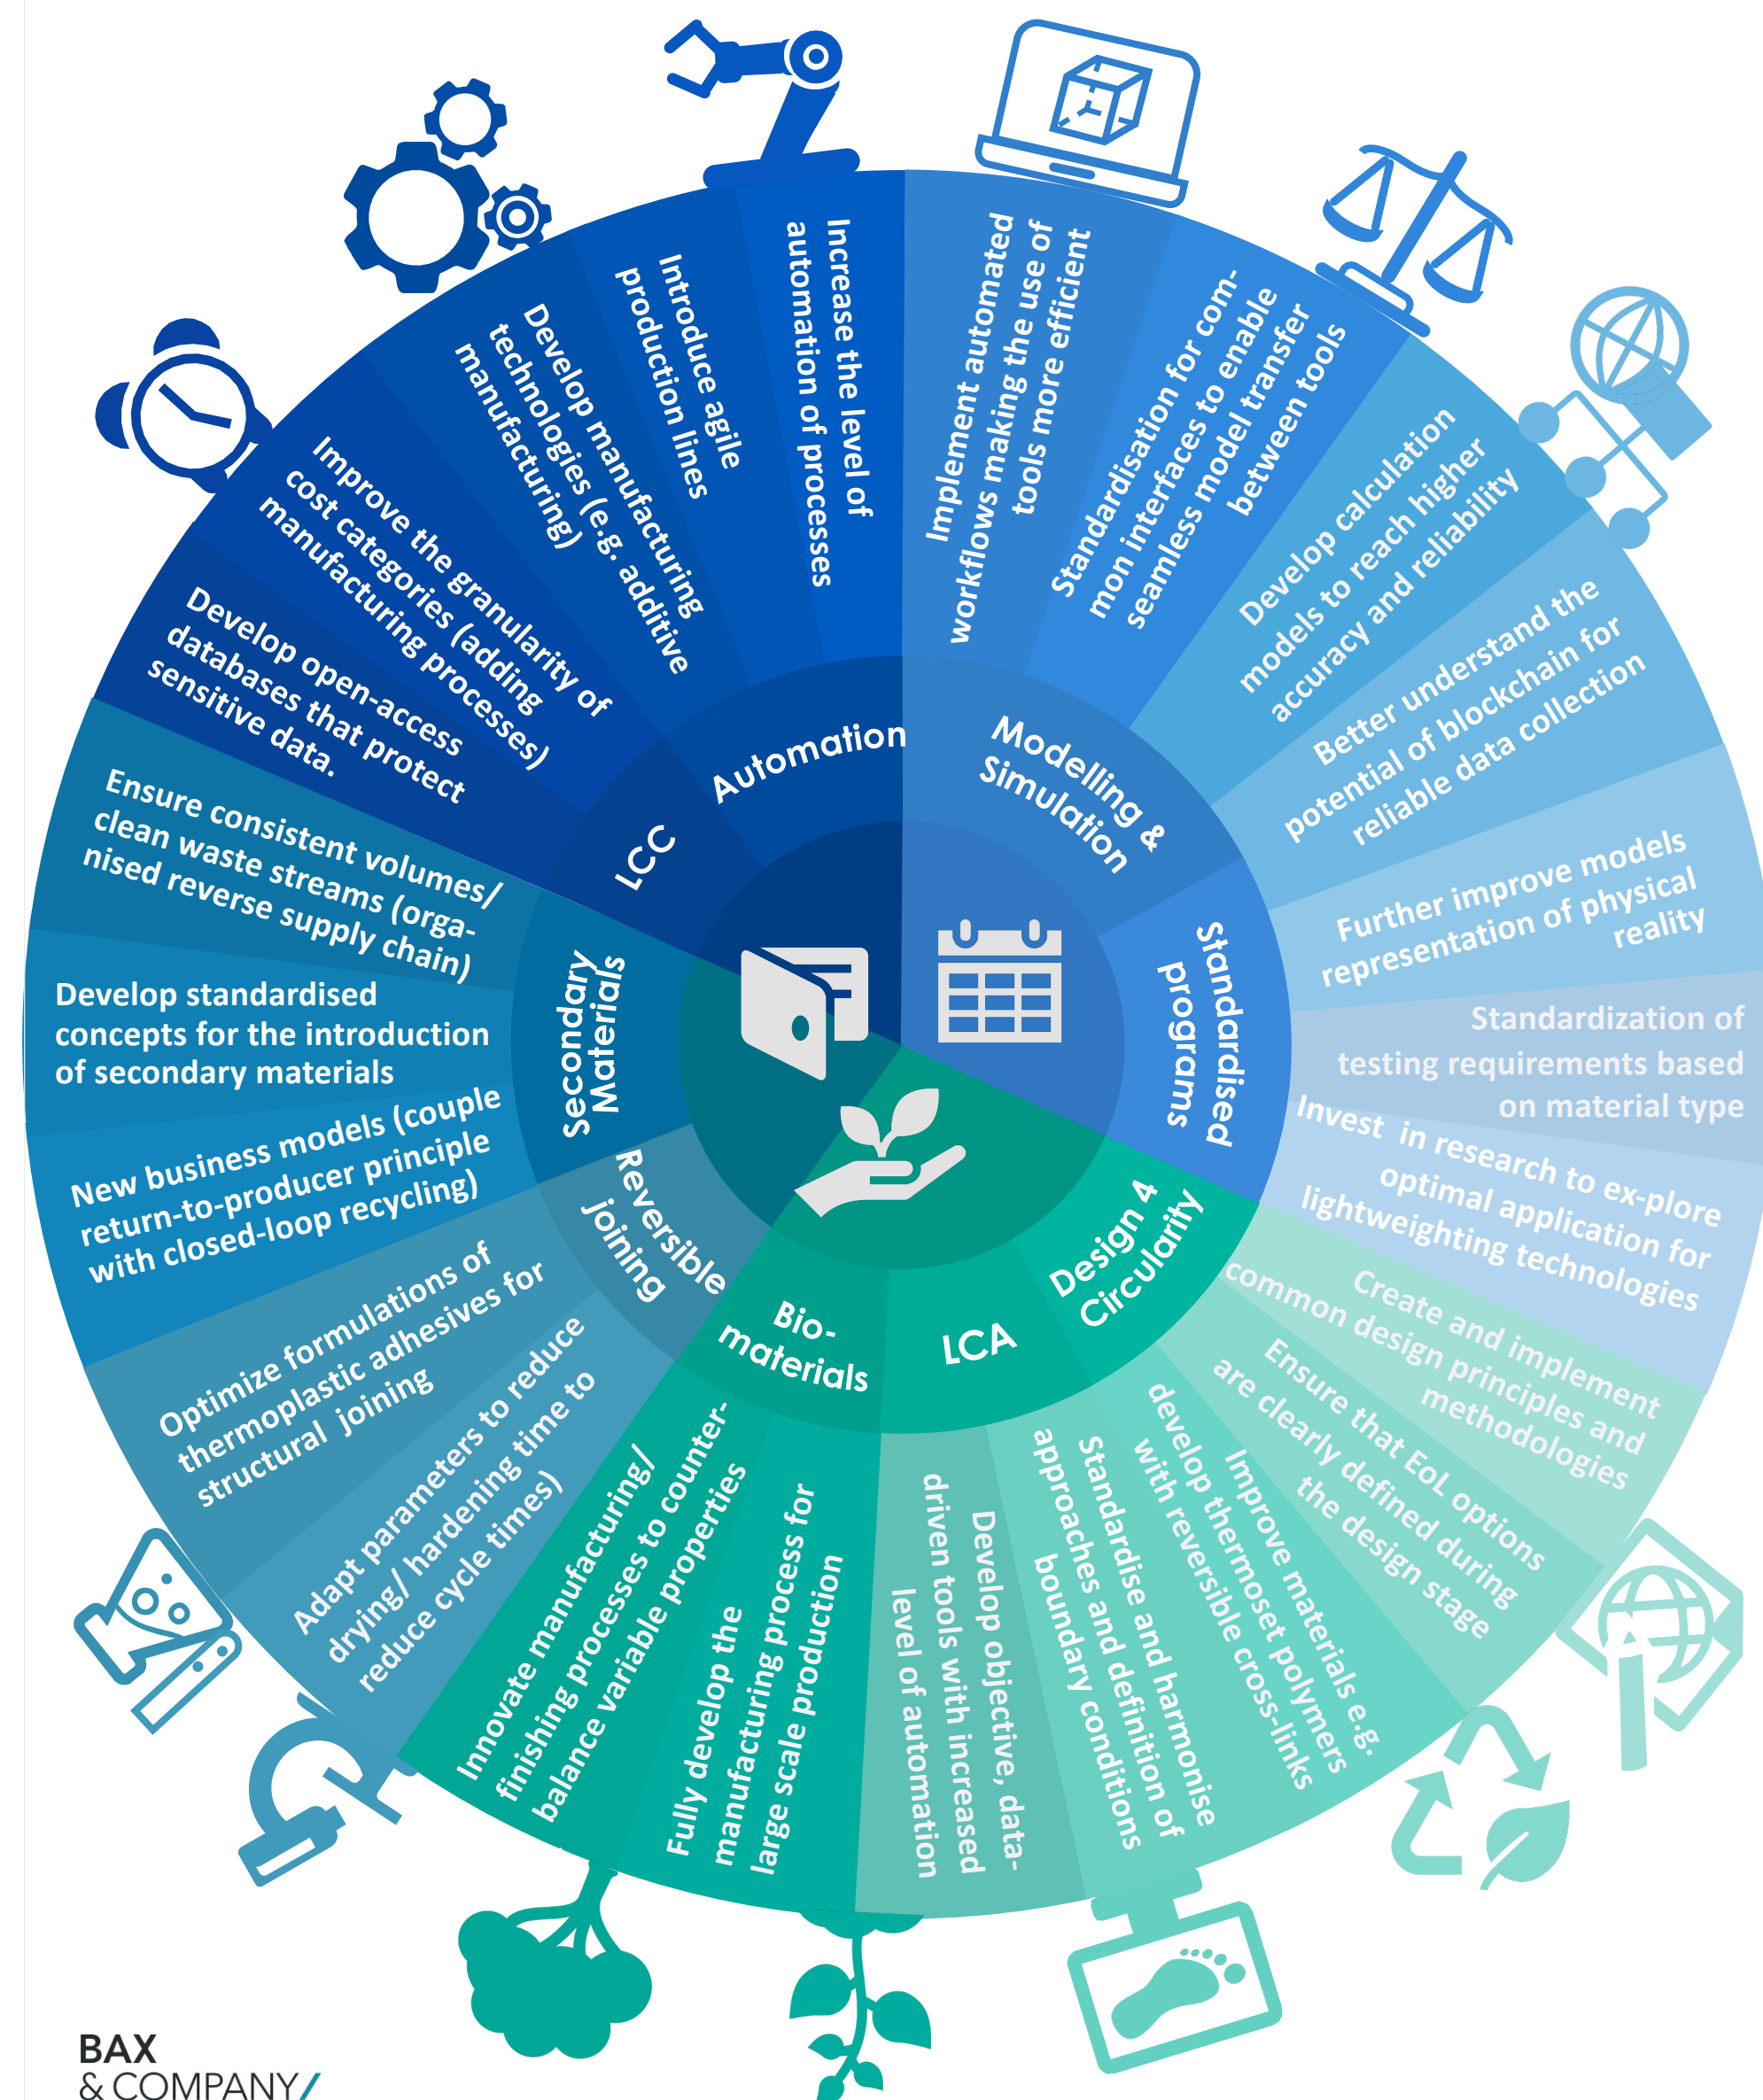 Implement automated
workflows making the use of
tools more efficient
Standardisation for com-
mon interfaces to enable
seamless model transfer
between tools
Develop calculation
models to reach higher
accuracy and reliability
Better understand the
potential of blockchain for
reliable data collection
Further improve models
representation of physical
reality
Standardization of
testing requirements based
on material type
Invest in research to ex-plore
optimal application for
lightweighting technologies
Create and implement
common design principles and
methodologies
Ensure that EoL options
are clearly defined during
the design stage
Improve materials e.g.
develop thermoset polymers
with reversible cross-links
Standardise and harmonise
approaches and definition of
boundary conditions
Develop objective, data-
driven tools with increased
level of automation
Fully develop the
manufacturing process for
large scale production
Innovate manufacturing/
finishing processes to counter-
balance variable properties
Adapt parameters to reduce
drying/ hardening time to
reduce cycle times)
Optimize formulations of
thermoplastic adhesives for
structural joining
New business models (couple
return-to-producer principle
with closed-loop recycling)
Develop standardised
concepts for the introduction
of secondary materials
Ensure consistent volumes/
clean waste streams (orga-
nised reverse supply chain)
Develop open-access
databases that protect
sensitive data.
Improve the granularity of
cost categories (adding
manufacturing processes)
Develop manufacturing
technologies (e.g. additive
manufacturing)
Introduce agile
production lines
Increase the level of
automation of processes
Modelling &
Simulation
Standardised
programs
Design 4
Circularity
LCA
Bio-
materials
Reversible
joining
Secondary
Materials
LCC
Automation
BAX
& COMPANY/